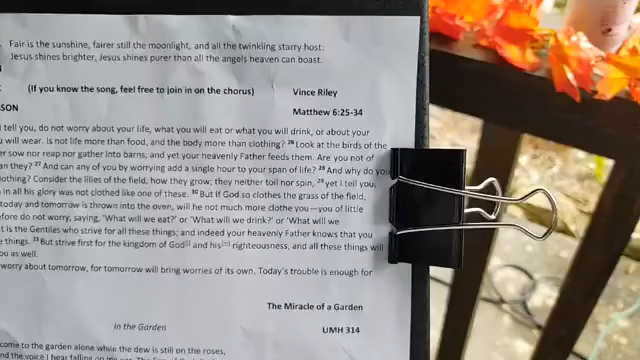 Fair is the sunshine, fairer still the moonlight, and all the twinkling starry host:
Jesus shines brighter, Jesus shines purer than all the angels heaven can boast.
(If you know the song, feel free to join in on the chorus) Vince Riley
SON Matthew 6:25-34
I tell you, do not worry about your life, what you will eat or what you will drink, or about your
u will wear. Is not life more than food, and the body more than clothing? 26 Look at the birds of the
er sow nor reap nor gather into barns, and yet your heavenly Father feeds them. Are you not of
an they? 27 And can any of you by worrying add a single hour to your span of life? 28 And why do you
othing? Consider the lilies of the field, how they grow; they neither toil nor spin, 29 yet I tell you,
in all his glory was not clothed like one of these. 30 But if God so clothes the grass of the field,
today and tomorrow is thrown into the oven, will he not much more clothe you—you of little
efore do not worry, saying, ‘What will we eat?’ or ‘What will we drink?’ or ‘What will we
t is the Gentiles who strive for all these things; and indeed your heavenly Father knows that you
e things. 33 But strive first for the kingdom of God and his righteousness, and all these things will
ou as well.
worry about tomorrow, for tomorrow will bring worries of its own. Today’s trouble is enough for
The Miracle of a Garden
In the Garden UMH 314
come to the garden alone while the dew is still on the roses,
nd the voice I hear falling on my ear